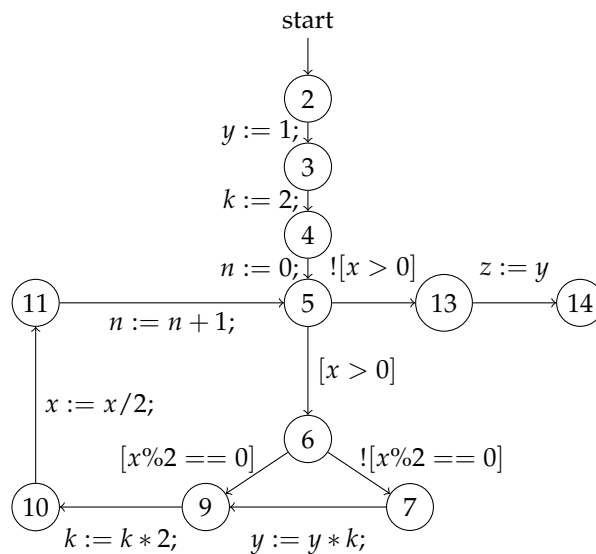 start
2
y := 1;
3
k := 2;
4
n := 0;
![x > 0]
z := y
11
5
13
14
n := n + 1;
[x > 0]
x := x/2;
6
[x%2 == 0]
![x%2 == 0]
10
9
7
k := k * 2;
y := y * k;